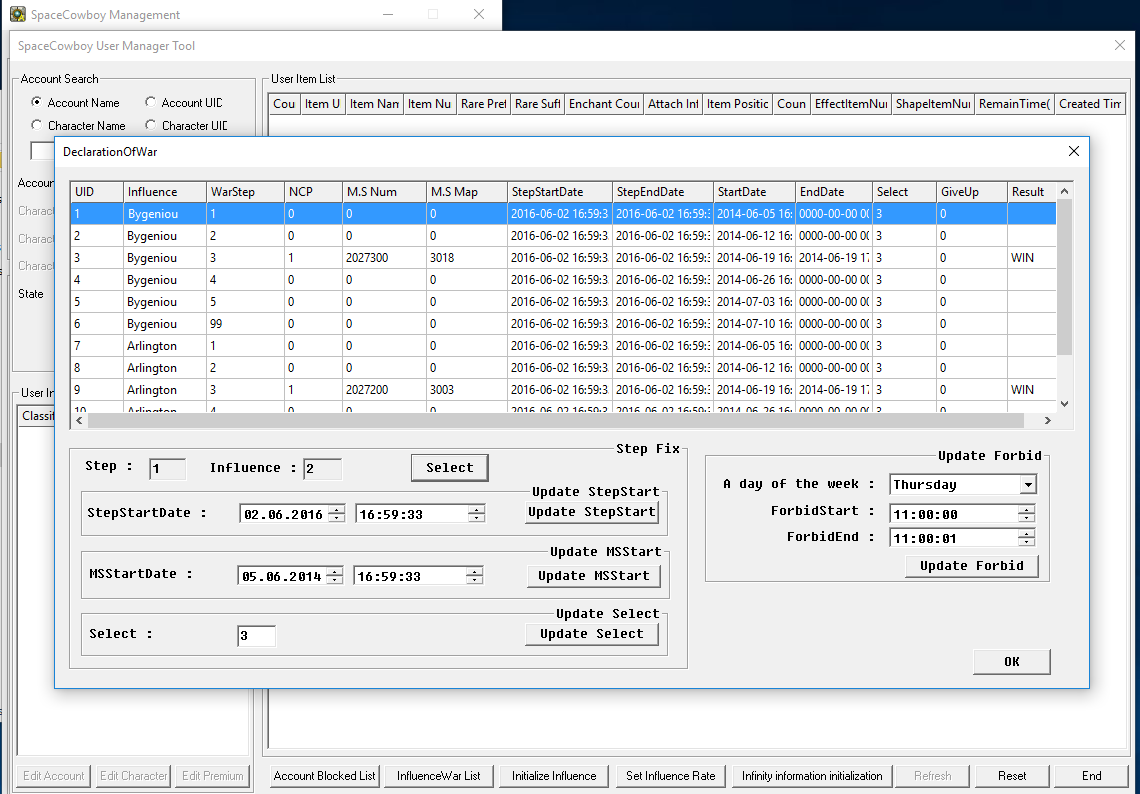 SpaceCowboy Management
SpaceCowboy User Manager Tool
Account Search
Account Name Account UID
Character Name Character UID
State
User Item List
Cou Item U Item Nan Item Nu Rare Pref Rare Suff Enchant Cour Attach Int Item Positic Coun EffectItemNur ShapeItemNur RemainTime( Created Tim
DeclarationOfWar
UID Influence WarStep NCP M.S Num M.S Map StepStartDate StepEndDate StartDate EndDate Select GiveUp Result
1 Bygeniou 1 0 0 0 2016-06-02 16:59:3 2016-06-02 16:59:3 2014-06-05 16: 0000-00-00 00 3 0
2 Bygeniou 2 0 0 0 2016-06-02 16:59:3 2016-06-02 16:59:3 2014-06-12 16: 0000-00-00 00 3 0
3 Bygeniou 3 1 2027300 3018 2016-06-02 16:59:3 2016-06-02 16:59:3 2014-06-19 16: 2014-06-19 17 3 0 WIN
4 Bygeniou 4 0 0 0 2016-06-02 16:59:3 2016-06-02 16:59:3 2014-06-26 16: 0000-00-00 00 3 0
5 Bygeniou 5 0 0 0 2016-06-02 16:59:3 2016-06-02 16:59:3 2014-07-03 16: 0000-00-00 00 3 0
6 Bygeniou 99 0 0 0 2016-06-02 16:59:3 2016-06-02 16:59:3 2014-07-10 16: 0000-00-00 00 3 0
7 Arlington 1 0 0 0 2016-06-02 16:59:3 2016-06-02 16:59:3 2014-06-05 16: 0000-00-00 00 3 0
8 Arlington 2 0 0 0 2016-06-02 16:59:3 2016-06-02 16:59:3 2014-06-12 16: 0000-00-00 00 3 0
9 Arlington 3 1 2027200 3003 2016-06-02 16:59:3 2016-06-02 16:59:3 2014-06-19 16: 2014-06-19 17 3 0 WIN
10 Arlington 4 0 0 0 2016-06-02 16:59:3 2016-06-02 16:59:3 2014-06-26 16: 0000-00-00 00 3 0
Step Fix
Step : 1 Influence : 2 Select
Update StepStart
StepStartDate : 02.06.2016 16:59:33 Update StepStart
Update MSStart
MSStartDate : 05.06.2014 16:59:33 Update MSStart
Update Select
Select : 3 Update Select
Update Forbid
A day of the week : Thursday
ForbidStart : 11:00:00
ForbidEnd : 11:00:01
Update Forbid
OK
Edit Account Edit Character Edit Premium Account Blocked List InfluenceWar List Initialize Influence Set Influence Rate Infinity information initialization Refresh Reset End